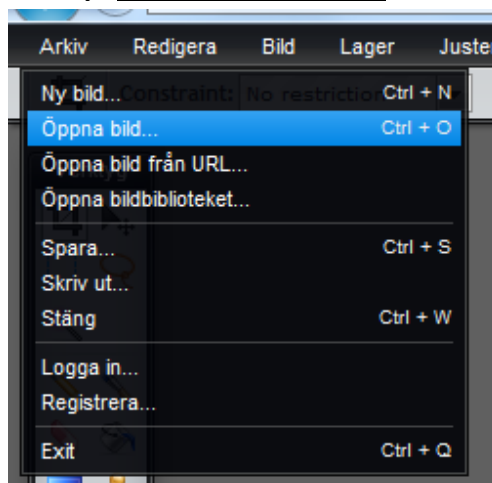 Arkiv Redigera Bild Lager Juste
Ny bild... Constraint: No restriction Ctrl + N
Öppna bild... Ctrl + O
Öppna bild från URL...
Öppna bildbiblioteket...
Spara... Ctrl + S
Skriv ut...
Stäng Ctrl + W
Logga in...
Registrera...
Exit Ctrl + Q